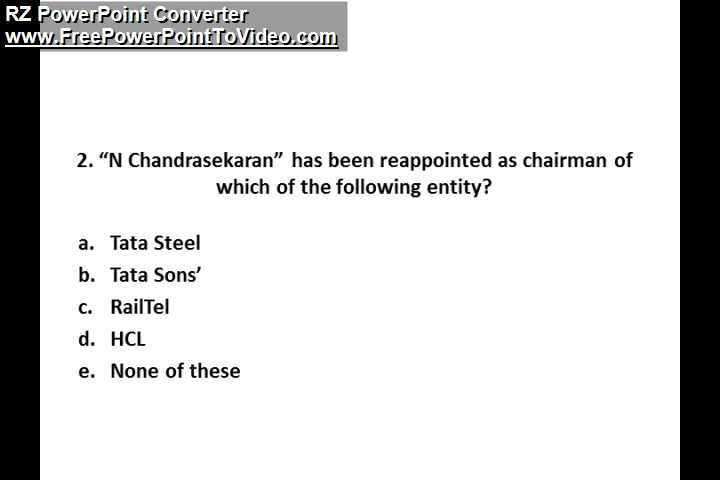 RZ PowerPoint Converter
www.FreePowerPointToVideo.com
2. “N Chandrasekaran” has been reappointed as chairman of
which of the following entity?
a. Tata Steel
b. Tata Sons’
c. RailTel
d. HCL
e. None of these